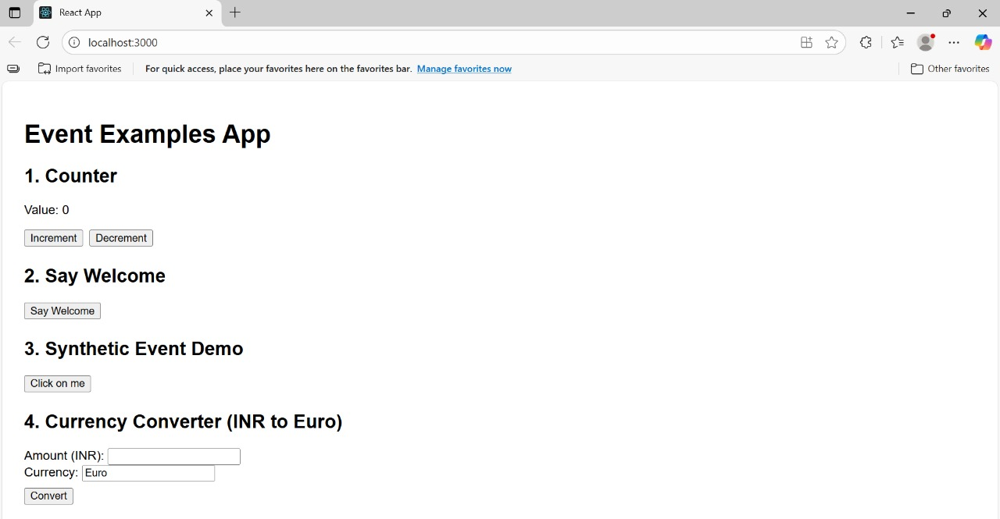 React App
localhost:3000
Import favorites
For quick access, place your favorites here on the favorites bar. Manage favorites now
Other favorites
Event Examples App
1. Counter
Value: 0
Increment Decrement
2. Say Welcome
Say Welcome
3. Synthetic Event Demo
Click on me
4. Currency Converter (INR to Euro)
Amount (INR):
Currency: Euro
Convert